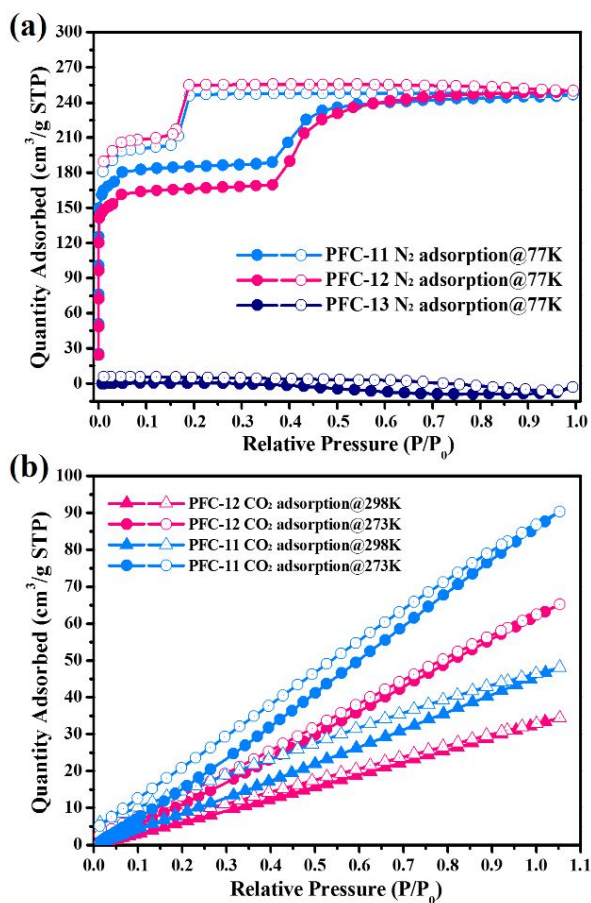 (a)
300
270
240
210
180
150
120
90
60
30
0
Quantity Adsorbed (cm³/g STP)
PFC-11 N₂ adsorption@77K
PFC-12 N₂ adsorption@77K
PFC-13 N₂ adsorption@77K
0.0 0.1 0.2 0.3 0.4 0.5 0.6 0.7 0.8 0.9 1.0
Relative Pressure (P/P₀)
(b)
100
90
80
70
60
50
40
30
20
10
0
Quantity Adsorbed (cm³/g STP)
PFC-12 CO₂ adsorption@298K
PFC-12 CO₂ adsorption@273K
PFC-11 CO₂ adsorption@298K
PFC-11 CO₂ adsorption@273K
0.0 0.1 0.2 0.3 0.4 0.5 0.6 0.7 0.8 0.9 1.0 1.1
Relative Pressure (P/P₀)